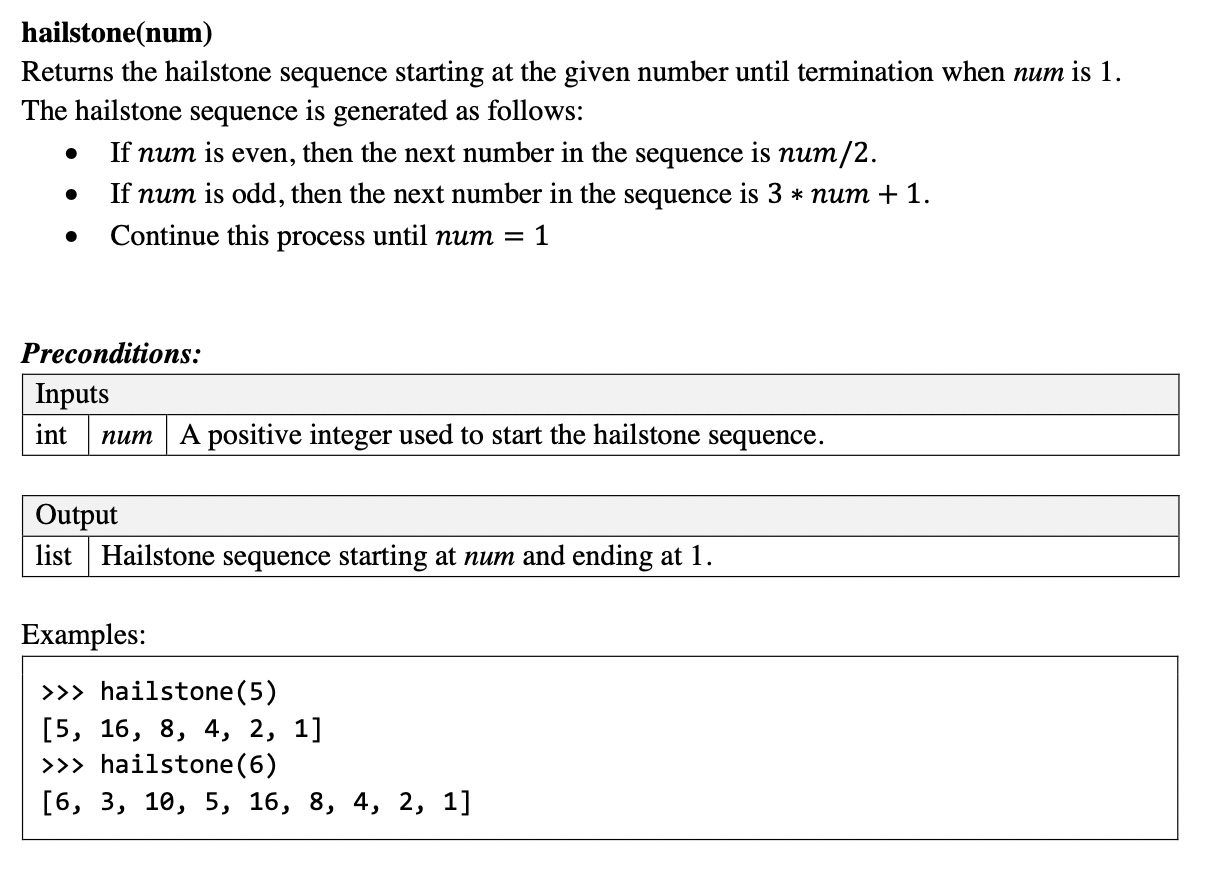 hailstone(num)
Returns the hailstone sequence starting at the given number until termination when num is 1.
The hailstone sequence is generated as follows:
• If num is even, then the next number in the sequence is num/2.
• If num is odd, then the next number in the sequence is 3 * num + 1.
• Continue this process until num = 1
Preconditions:
Inputs
int num A positive integer used to start the hailstone sequence.
Output
list Hailstone sequence starting at num and ending at 1.
Examples:
>>> hailstone(5)
[5, 16, 8, 4, 2, 1]
>>> hailstone(6)
[6, 3, 10, 5, 16, 8, 4, 2, 1]